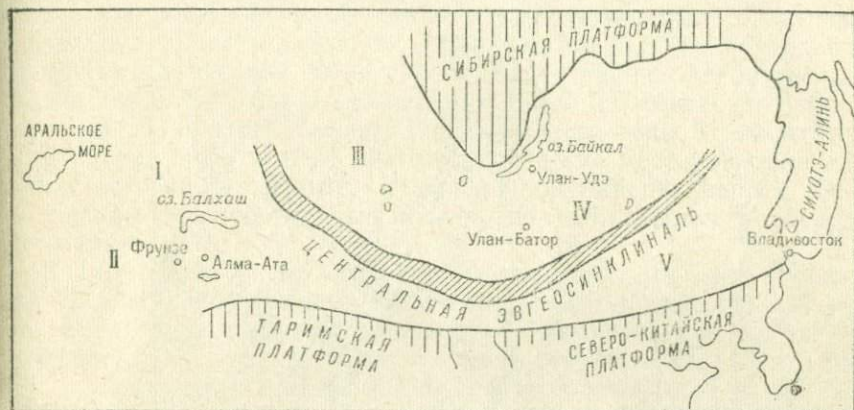 СИБИРСКАЯ ПЛАТФОРМА
АРАЛЬСКОЕ
МОРЕ
I
оз. Балхаш
III
оз. Байкал
Улан-Удэ
СИХОТЭ-АЛИНЬ
II
Фрунзе
Алма-Ата
IV
Улан-Батор
V
Владивосток
ЦЕНТРАЛЬНАЯ ЭВГЕОСИНКЛИНАЛЬ
ТАРИМСКАЯ
ПЛАТФОРМА
СЕВЕРО-КИТАЙСКАЯ
ПЛАТФОРМА